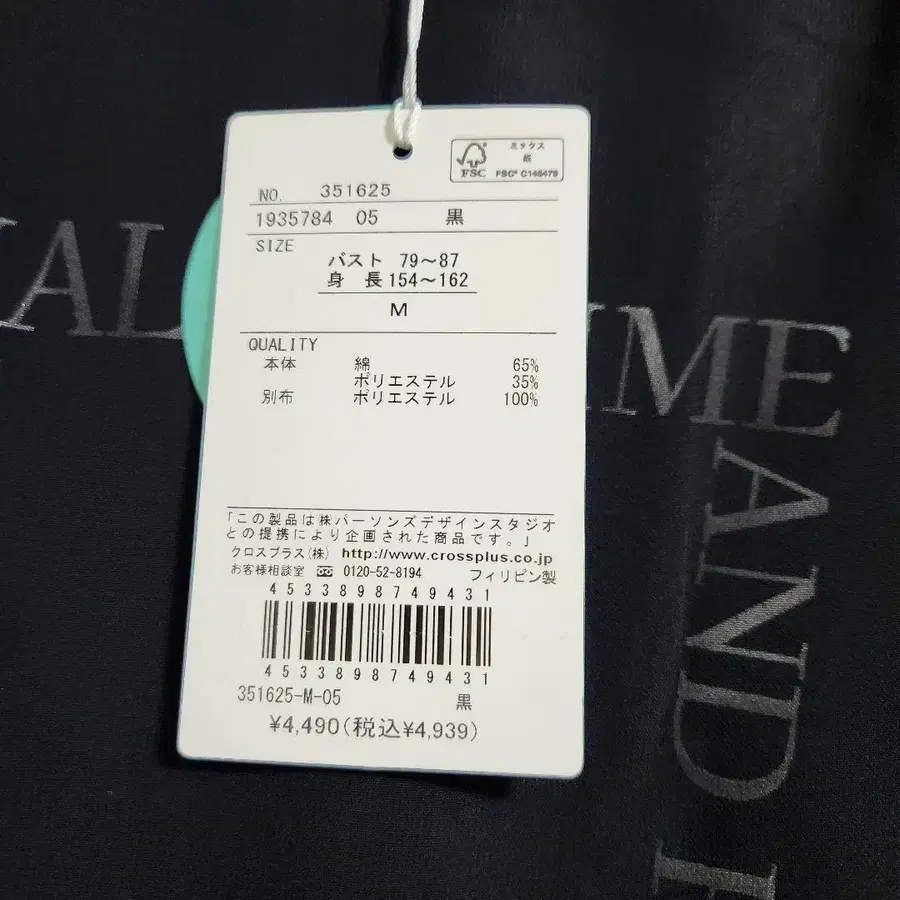 ミックス
紙
FSC
FSC® C148479
NO. 351625
1935784 05 黒
SIZE
バスト 79～87
身 長 154～162
M
QUALITY
本体 綿 65%
ポリエステル 35%
別布 ポリエステル 100%
「この製品は㈱パーソンズデザインスタジオ
との提携により企画された商品です。」
クロスプラス(株) http://www.crossplus.co.jp
お客様相談室 0120-52-8194 フィリピン製
4533898749431
4533898749431
351625-M-05 黒
¥4,490(税込¥4,939)
AL
IME
AND